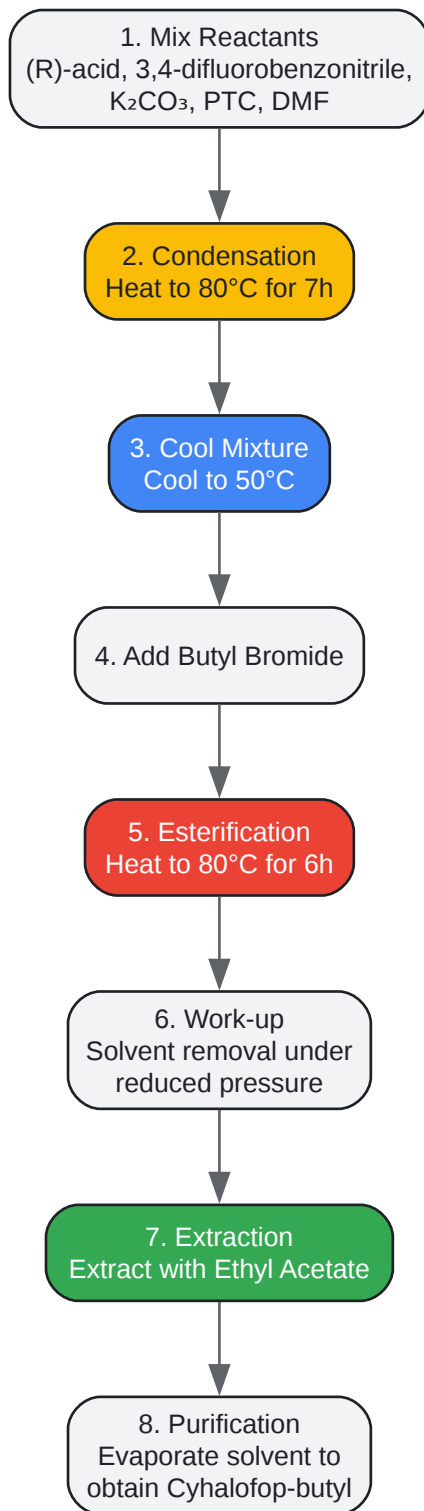 1. Mix Reactants
(R)-acid, 3,4-difluorobenzonitrile,
K₂CO₃, PTC, DMF
2. Condensation
Heat to 80°C for 7h
3. Cool Mixture
Cool to 50°C
4. Add Butyl Bromide
5. Esterification
Heat to 80°C for 6h
6. Work-up
Solvent removal under
reduced pressure
7. Extraction
Extract with Ethyl Acetate
8. Purification
Evaporate solvent to
obtain Cyhalofop-butyl